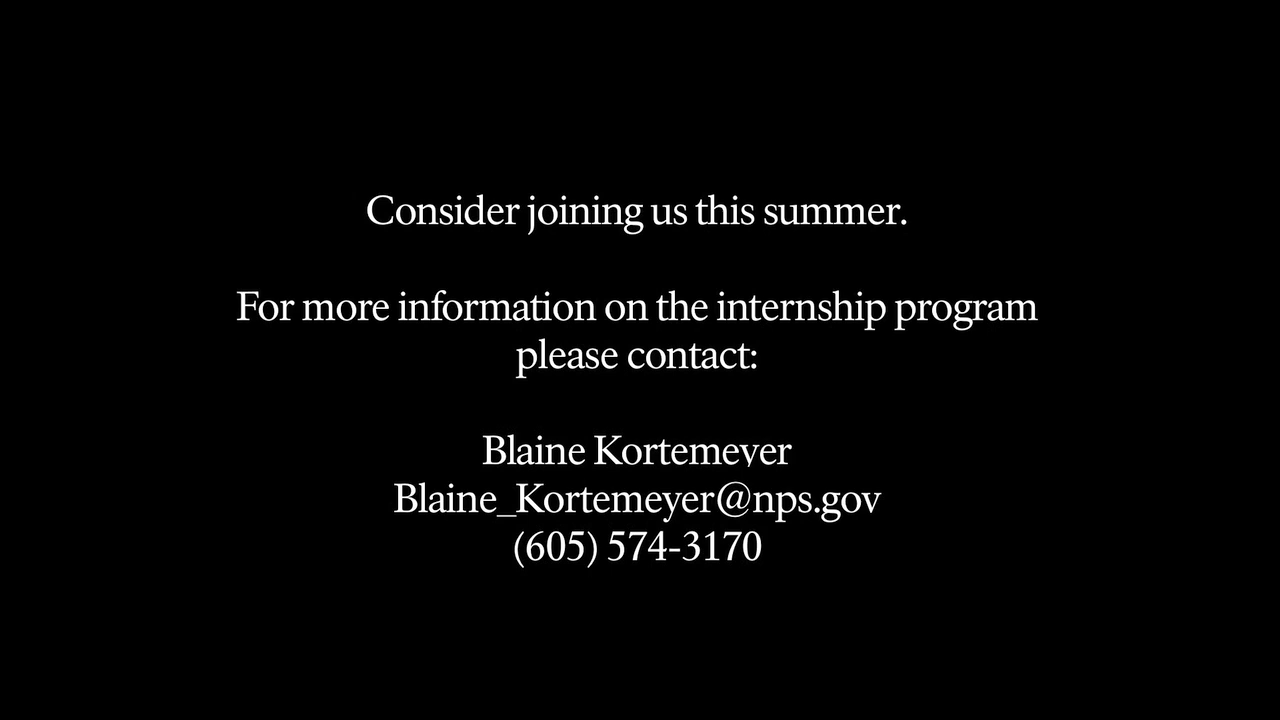 Consider joining us this summer.
For more information on the internship program
please contact:
Blaine Kortemeyer
Blaine_Kortemeyer@nps.gov
(605) 574-3170